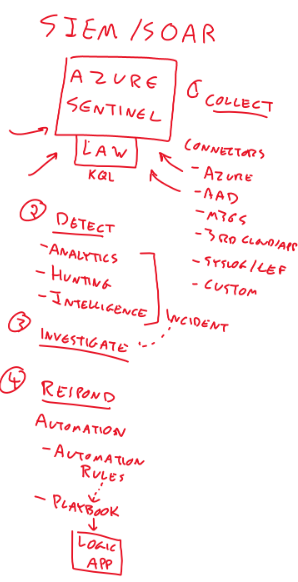 SIEM/SOAR
AZURE
SENTINEL
LAW
KQL
① COLLECT
CONNECTORS
- AZURE
- AAD
- M365
- 3RD CLOUD/APP
- SYSLOG/CEF
- CUSTOM
② DETECT
- ANALYTICS
- HUNTING
- INTELLIGENCE
INCIDENT
③ INVESTIGATE
④ RESPOND
AUTOMATION
- AUTOMATION
RULES
- PLAYBOOK
LOGIC
APP